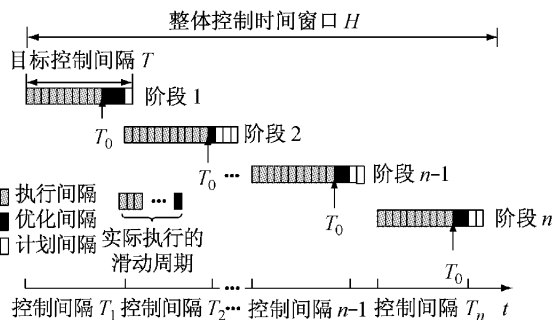 整体控制时间窗口 H
目标控制间隔 T
阶段 1
T₀
阶段 2
T₀ ···
阶段 n-1
T₀
阶段 n
T₀
执行间隔
优化间隔
计划间隔
···
实际执行的
滑动周期
控制间隔 T₁ 控制间隔 T₂ ··· 控制间隔 n-1 控制间隔 Tₙ t